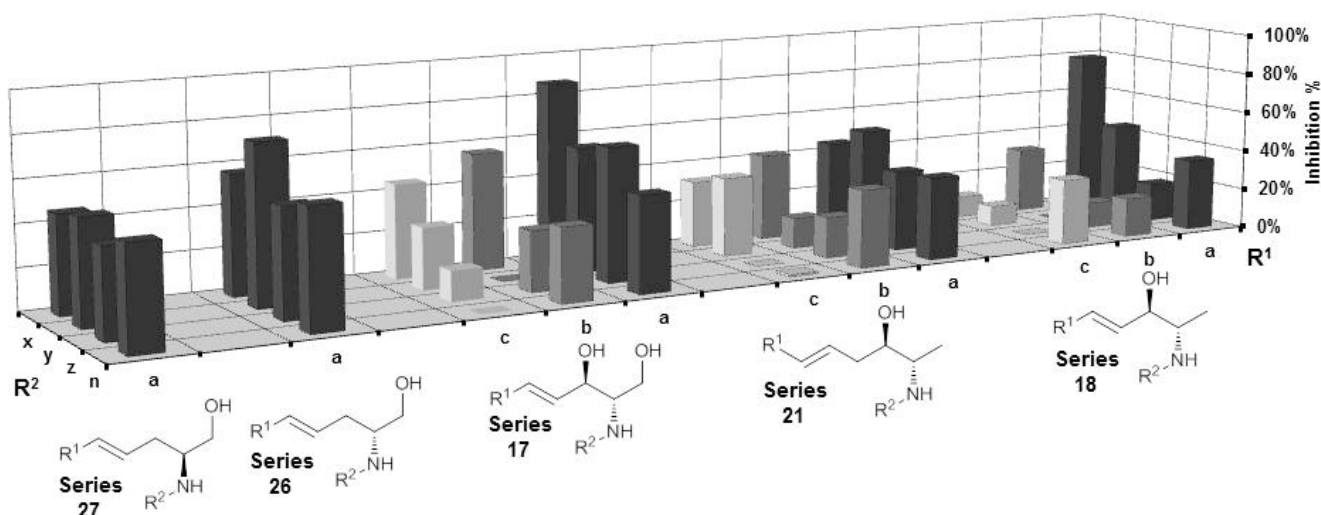 100%
80%
60%
40%
20%
0%
Inhibition %
R¹
x
y
z
n
R²
a
a
c
b
a
c
b
a
c
b
a
OH
R¹
NH
R²
Series
27
OH
R¹
NH
R²
Series
26
OH
OH
R¹
NH
R²
Series
17
OH
R¹
NH
R²
Series
21
OH
R¹
NH
R²
Series
18